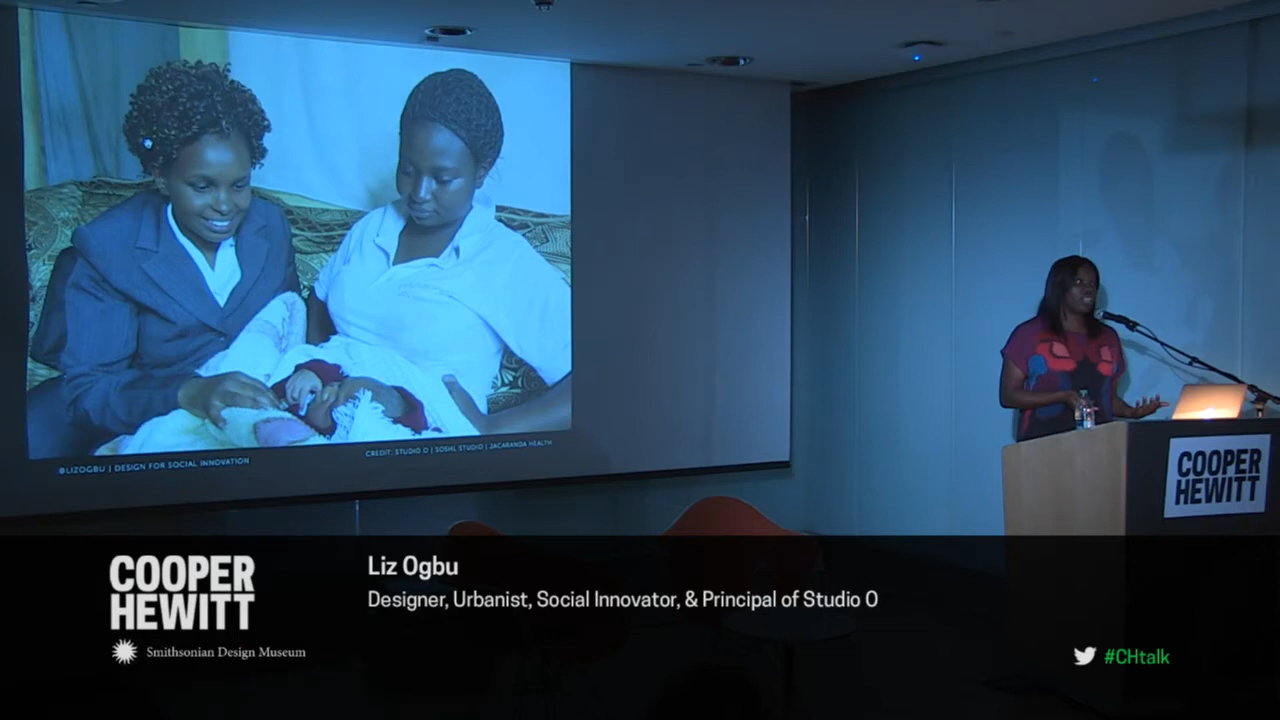 @LIZOGBU | DESIGN FOR SOCIAL INNOVATION
CREDIT: STUDIO O | SOSHL STUDIO | JACARANDA HEALTH
COOPER
HEWITT
COOPER
HEWITT
Smithsonian Design Museum
Liz Ogbu
Designer, Urbanist, Social Innovator, & Principal of Studio O
#CHtalk